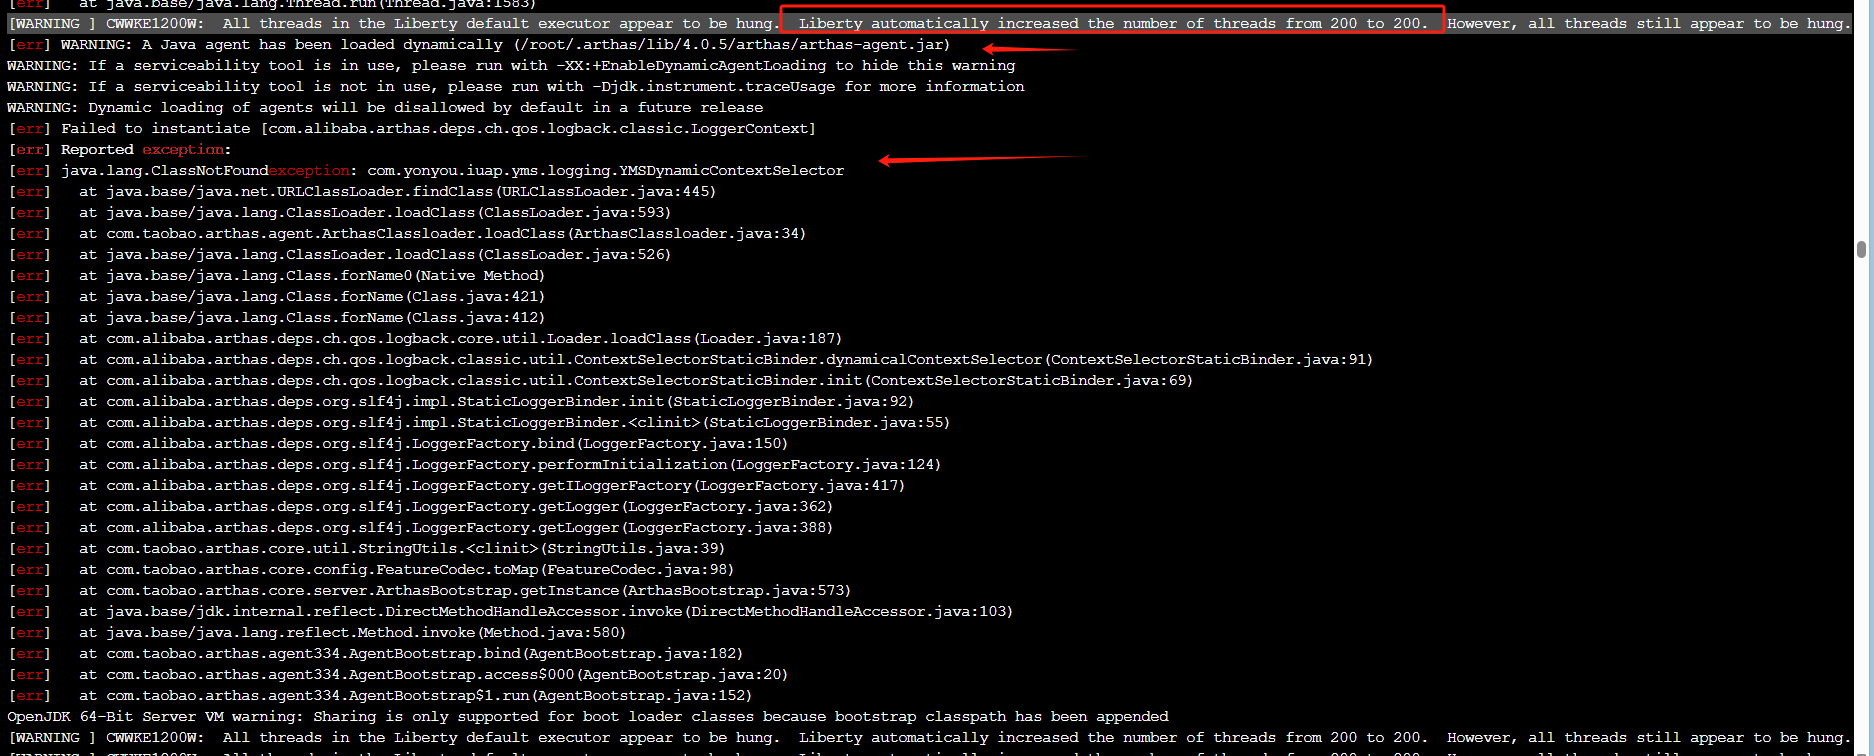 [err]   at java.base/java.lang.Thread.run(Thread.java:1583)
[WARNING ] CWWKE1200W:  All threads in the Liberty default executor appear to be hung.  Liberty automatically increased the number of threads from 200 to 200.  However, all threads still appear to be hung.
[err] WARNING: A Java agent has been loaded dynamically (/root/.arthas/lib/4.0.5/arthas/arthas-agent.jar)
WARNING: If a serviceability tool is in use, please run with -XX:+EnableDynamicAgentLoading to hide this warning
WARNING: If a serviceability tool is not in use, please run with -Djdk.instrument.traceUsage for more information
WARNING: Dynamic loading of agents will be disallowed by default in a future release
[err] Failed to instantiate [com.alibaba.arthas.deps.ch.qos.logback.classic.LoggerContext]
[err] Reported exception:
[err] java.lang.ClassNotFoundexception: com.yonyou.iuap.yms.logging.YMSDynamicContextSelector
[err]   at java.base/java.net.URLClassLoader.findClass(URLClassLoader.java:445)
[err]   at java.base/java.lang.ClassLoader.loadClass(ClassLoader.java:593)
[err]   at com.taobao.arthas.agent.ArthasClassloader.loadClass(ArthasClassloader.java:34)
[err]   at java.base/java.lang.ClassLoader.loadClass(ClassLoader.java:526)
[err]   at java.base/java.lang.Class.forName0(Native Method)
[err]   at java.base/java.lang.Class.forName(Class.java:421)
[err]   at java.base/java.lang.Class.forName(Class.java:412)
[err]   at com.alibaba.arthas.deps.ch.qos.logback.core.util.Loader.loadClass(Loader.java:187)
[err]   at com.alibaba.arthas.deps.ch.qos.logback.classic.util.ContextSelectorStaticBinder.dynamicalContextSelector(ContextSelectorStaticBinder.java:91)
[err]   at com.alibaba.arthas.deps.ch.qos.logback.classic.util.ContextSelectorStaticBinder.init(ContextSelectorStaticBinder.java:69)
[err]   at com.alibaba.arthas.deps.org.slf4j.impl.StaticLoggerBinder.init(StaticLoggerBinder.java:92)
[err]   at com.alibaba.arthas.deps.org.slf4j.impl.StaticLoggerBinder.<clinit>(StaticLoggerBinder.java:55)
[err]   at com.alibaba.arthas.deps.org.slf4j.LoggerFactory.bind(LoggerFactory.java:150)
[err]   at com.alibaba.arthas.deps.org.slf4j.LoggerFactory.performInitialization(LoggerFactory.java:124)
[err]   at com.alibaba.arthas.deps.org.slf4j.LoggerFactory.getILoggerFactory(LoggerFactory.java:417)
[err]   at com.alibaba.arthas.deps.org.slf4j.LoggerFactory.getLogger(LoggerFactory.java:362)
[err]   at com.alibaba.arthas.deps.org.slf4j.LoggerFactory.getLogger(LoggerFactory.java:388)
[err]   at com.taobao.arthas.core.util.StringUtils.<clinit>(StringUtils.java:39)
[err]   at com.taobao.arthas.core.config.FeatureCodec.toMap(FeatureCodec.java:98)
[err]   at com.taobao.arthas.core.server.ArthasBootstrap.getInstance(ArthasBootstrap.java:573)
[err]   at java.base/jdk.internal.reflect.DirectMethodHandleAccessor.invoke(DirectMethodHandleAccessor.java:103)
[err]   at java.base/java.lang.reflect.Method.invoke(Method.java:580)
[err]   at com.taobao.arthas.agent334.AgentBootstrap.bind(AgentBootstrap.java:182)
[err]   at com.taobao.arthas.agent334.AgentBootstrap.access$000(AgentBootstrap.java:20)
[err]   at com.taobao.arthas.agent334.AgentBootstrap$1.run(AgentBootstrap.java:152)
OpenJDK 64-Bit Server VM warning: Sharing is only supported for boot loader classes because bootstrap classpath has been appended
[WARNING ] CWWKE1200W:  All threads in the Liberty default executor appear to be hung.  Liberty automatically increased the number of threads from 200 to 200.  However, all threads still appear to be hung.